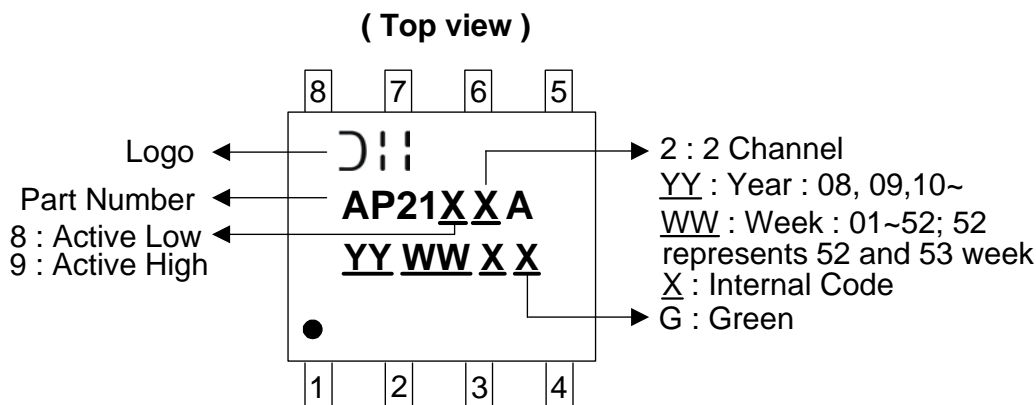 ( Top view )
8 7 6 5
Logo
Part Number
8 : Active Low
9 : Active High
AP21XXA
YY WW X X
2 : 2 Channel
YY : Year : 08, 09,10~
WW : Week : 01~52; 52
represents 52 and 53 week
X : Internal Code
G : Green
1 2 3 4